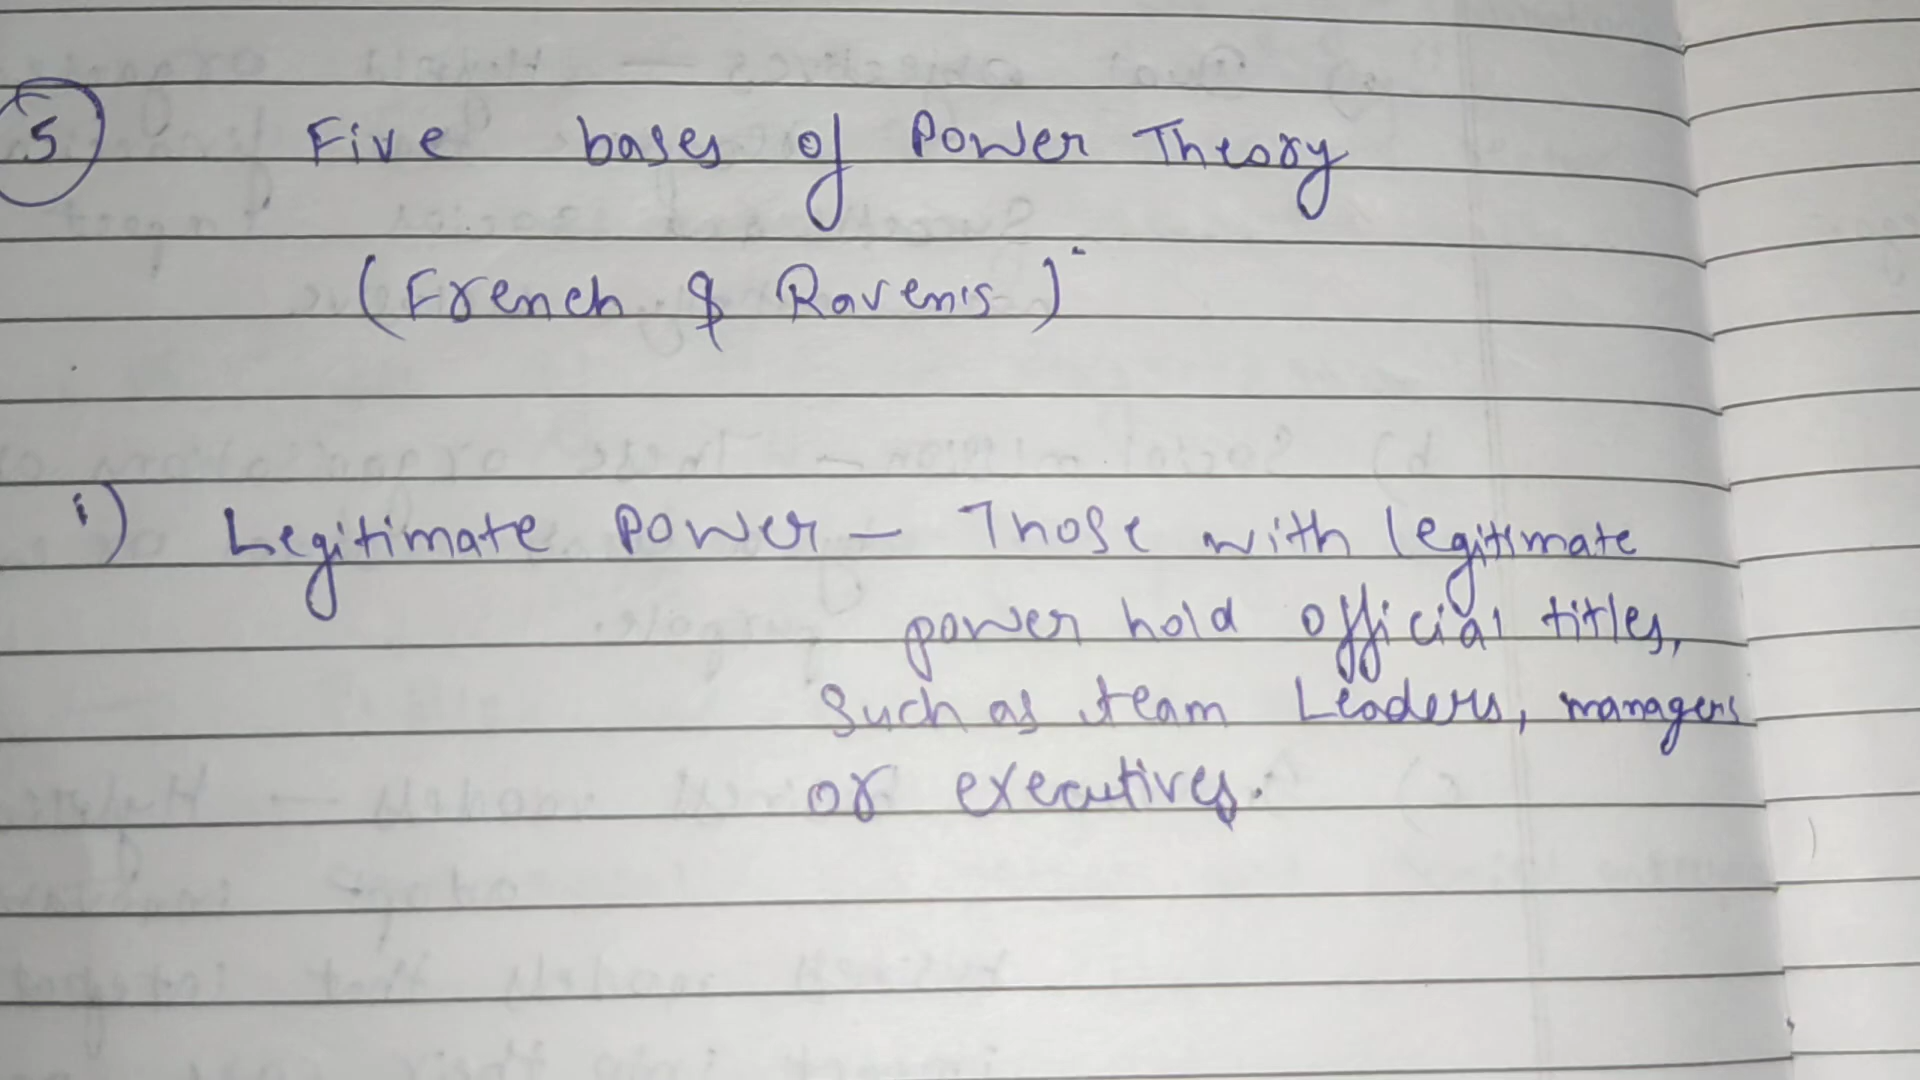 5 Five bases of Power Theory
(French & Raven's)
i) Legitimate Power – Those with legitimate
power hold official titles,
Such as team Leaders, managers
or executives.